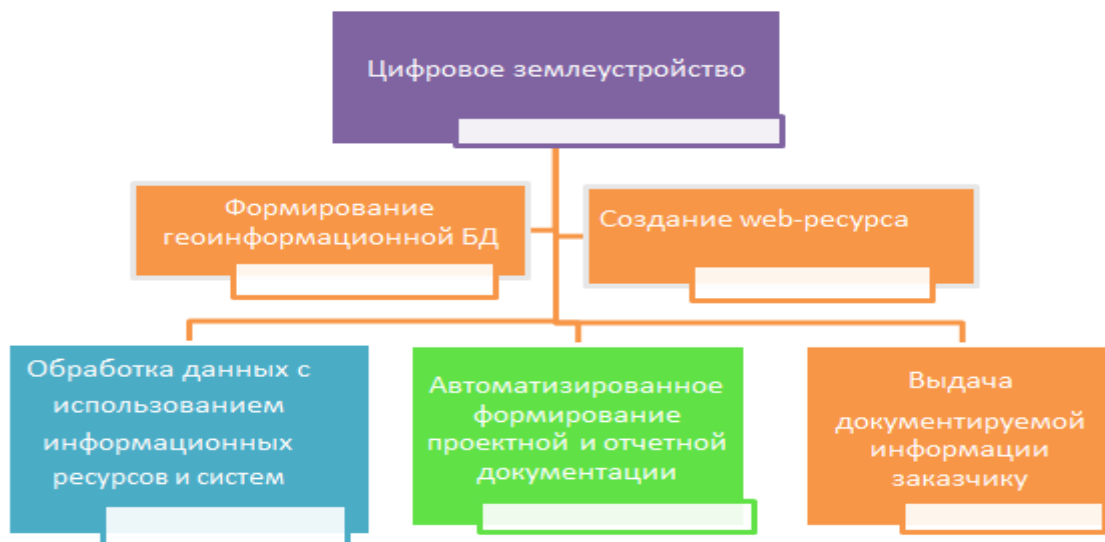 Цифровое землеустройство
Формирование
геоинформационной БД
Создание web-ресурса
Обработка данных с
использованием
информационных
ресурсов и систем
Автоматизированное
формирование
проектной и отчетной
документации
Выдача
документируемой
информации
заказчику